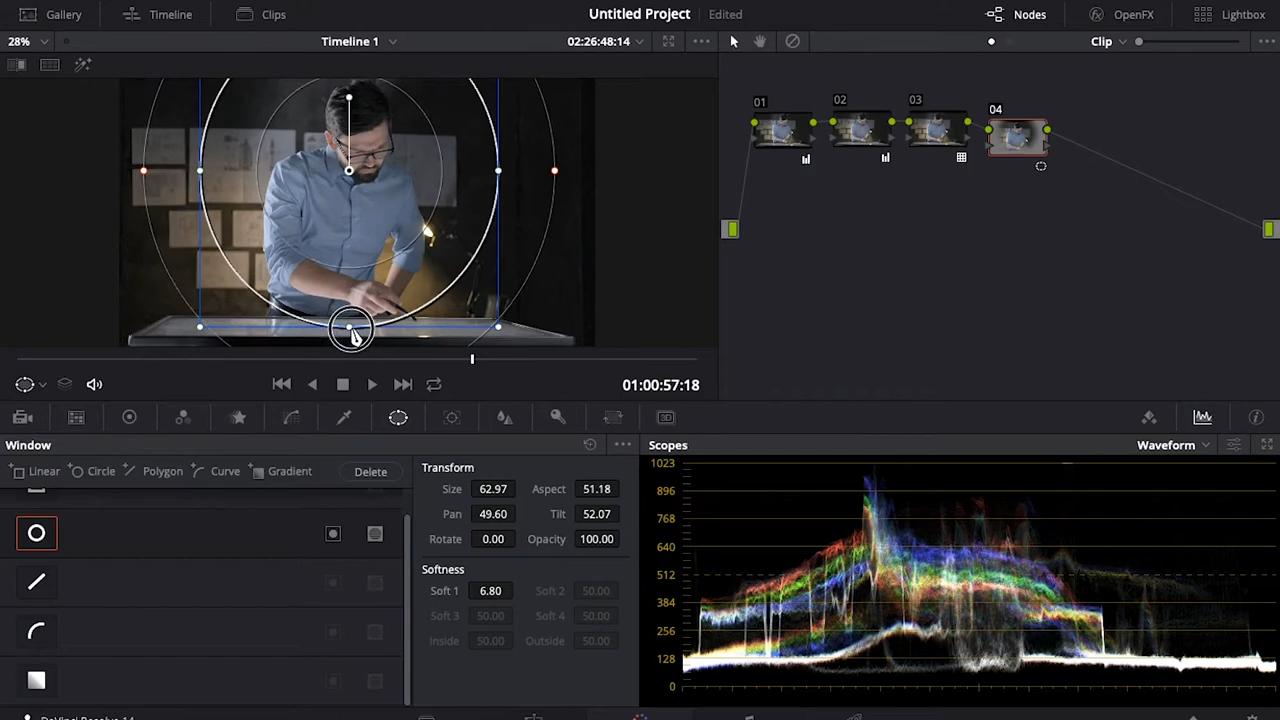 Gallery Timeline Clips Untitled Project Edited Nodes OpenFX Lightbox
28% Timeline 1 02:26:48:14 Clip
01 02 03 04
01:00:57:18
3D
Window Scopes Waveform
Linear Circle Polygon Curve Gradient Delete
Transform
Size 62.97 Aspect 51.18
Pan 49.60 Tilt 52.07
Rotate 0.00 Opacity 100.00
Softness
Soft 1 6.80 Soft 2 50.00
Soft 3 50.00 Soft 4 50.00
Inside 50.00 Outside 50.00
1023
896
768
640
512
384
256
128
0
DaVinci Resolve 14